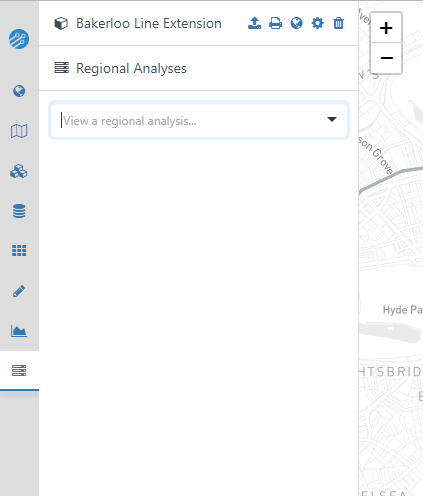 Bakerloo Line Extension
Regional Analyses
View a regional analysis...
+
−
N'S
son Grove
Hyde Pa
HTSBRID
ELSEA